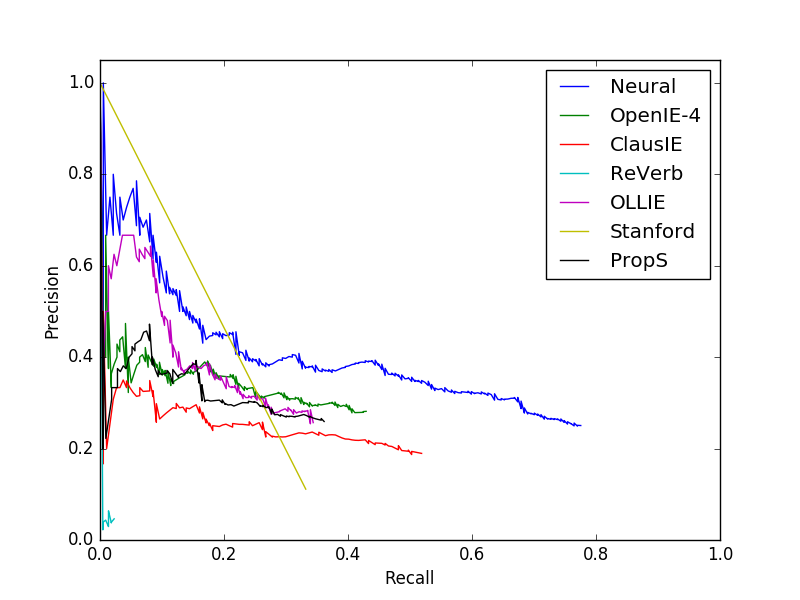 1.0
0.8
0.6
0.4
0.2
0.0
Precision
0.0 0.2 0.4 0.6 0.8 1.0
Recall
Neural
OpenIE-4
ClausIE
ReVerb
OLLIE
Stanford
PropS